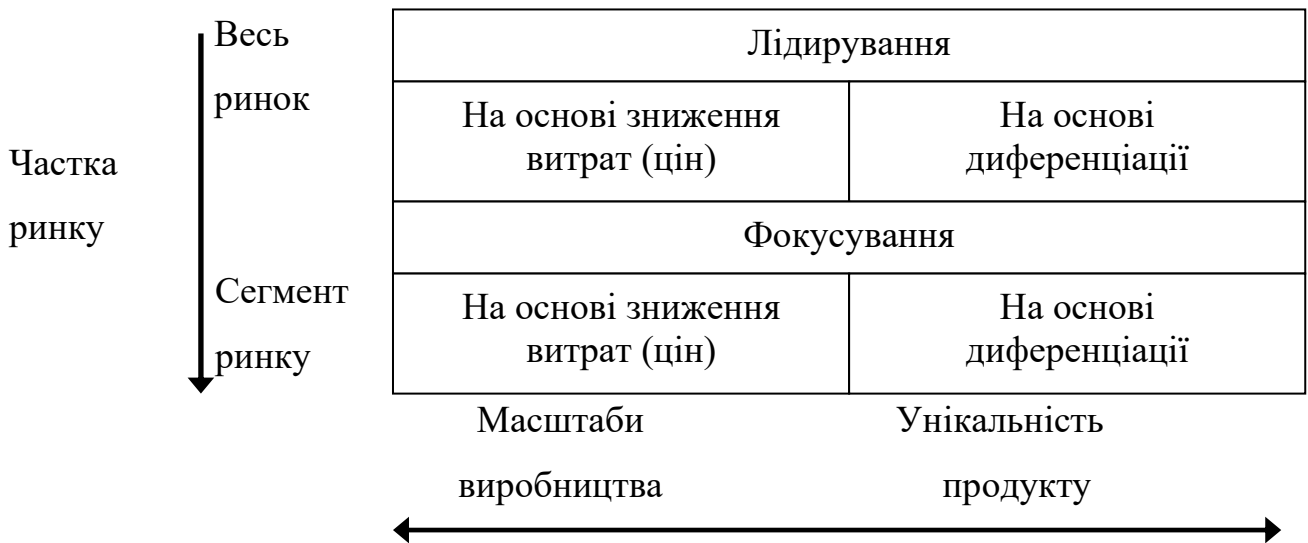 Весь
ринок
Лідирування
На основі зниження
витрат (цін)
На основі
диференціації
Частка
ринку
Фокусування
Сегмент
ринку
На основі зниження
витрат (цін)
На основі
диференціації
Масштаби
виробництва
Унікальність
продукту